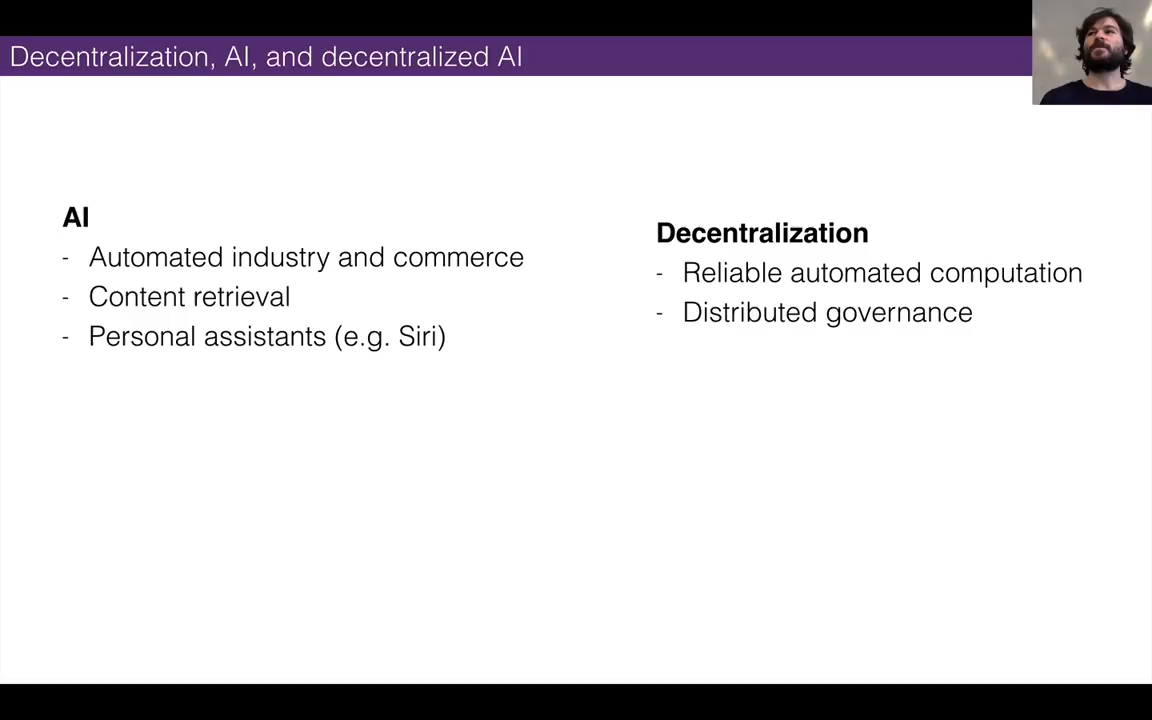 Decentralization, AI, and decentralized AI
AI
- Automated industry and commerce
- Content retrieval
- Personal assistants (e.g. Siri)
Decentralization
- Reliable automated computation
- Distributed governance